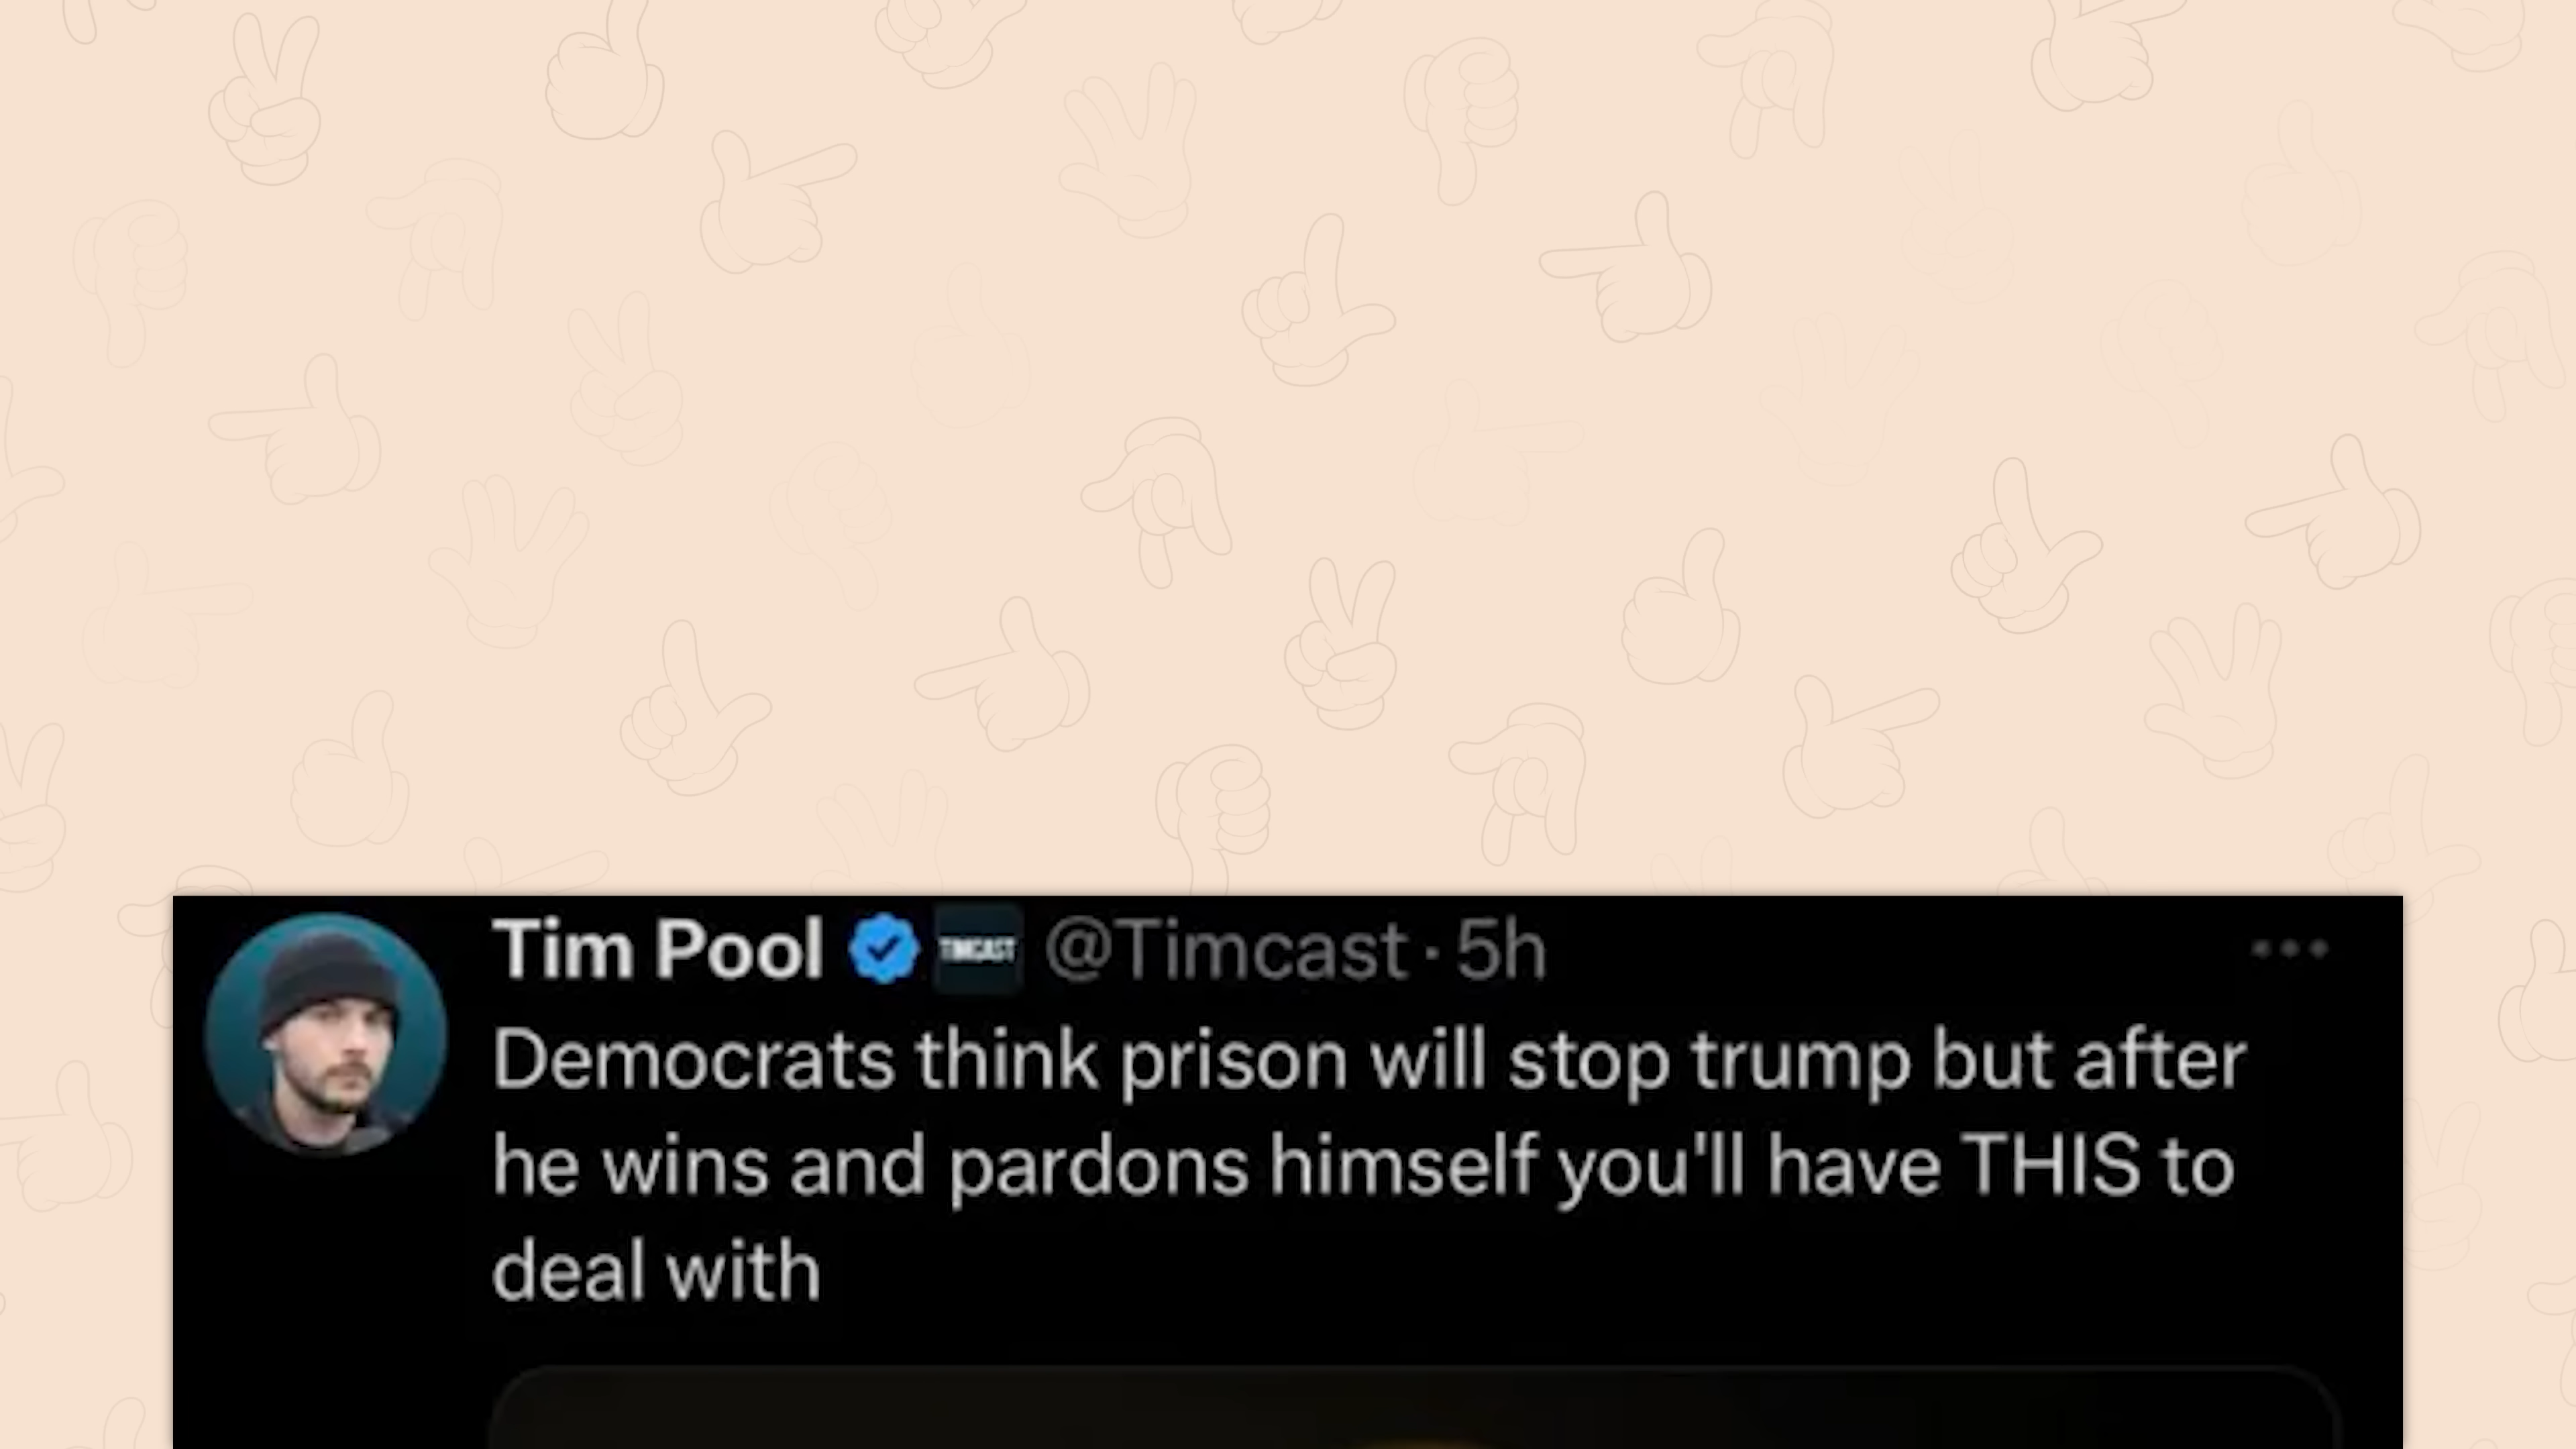 Tim Pool TIMCAST @Timcast · 5h
Democrats think prison will stop trump but after
he wins and pardons himself you'll have THIS to
deal with